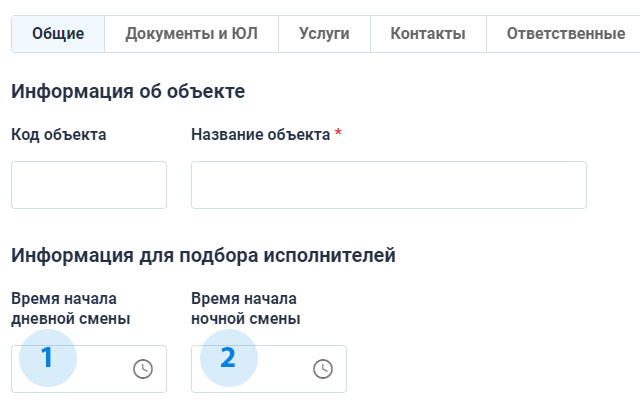 Общие Документы и ЮЛ Услуги Контакты Ответственные
Информация об объекте
Код объекта Название объекта *
Информация для подбора исполнителей
Время начала Время начала
дневной смены ночной смены
1 2